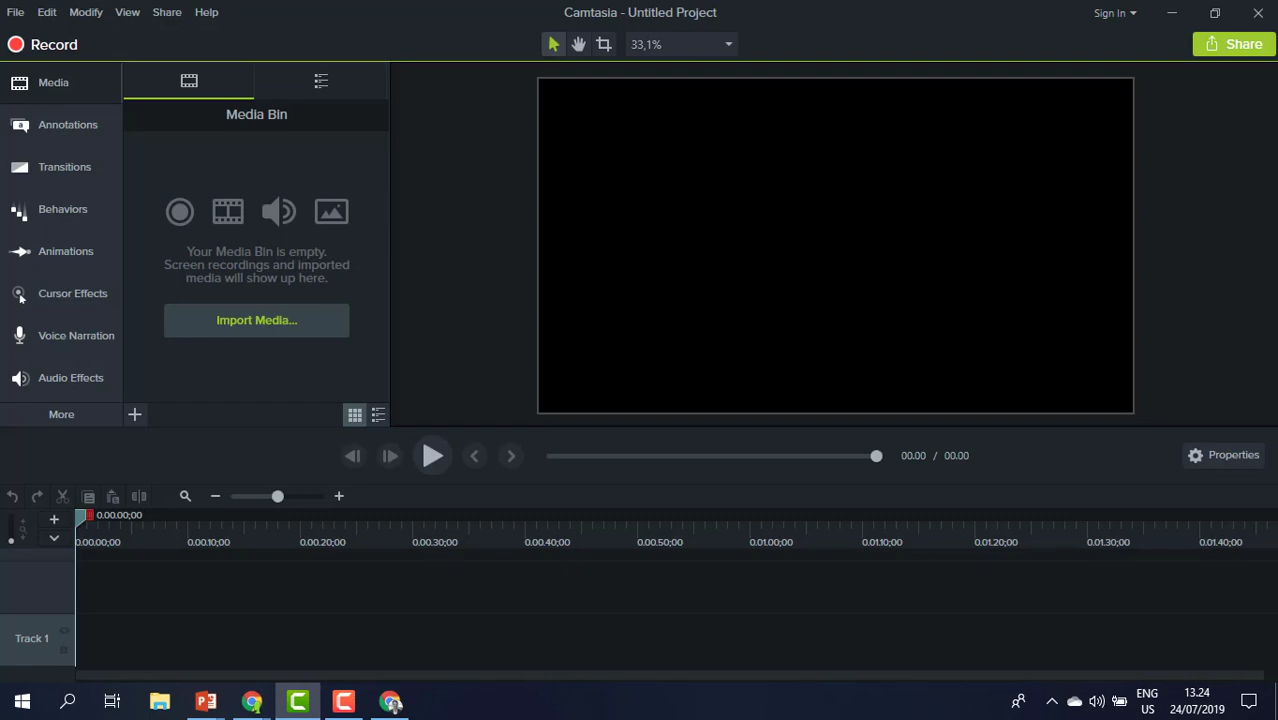 File Edit Modify View Share Help
Camtasia - Untitled Project
Sign In
Record
33,1%
Share
Media
Annotations
Transitions
Behaviors
Animations
Cursor Effects
Voice Narration
Audio Effects
More
Media Bin
Your Media Bin is empty.
Screen recordings and imported
media will show up here.
Import Media...
00.00 / 00.00
Properties
0.00.00;00
0.00.00;00 0.00.10;00 0.00.20;00 0.00.30;00 0.00.40;00 0.00.50;00 0.01.00;00 0.01.10;00 0.01.20;00 0.01.30;00 0.01.40;00
Track 1
ENG
US
13.24
24/07/2019